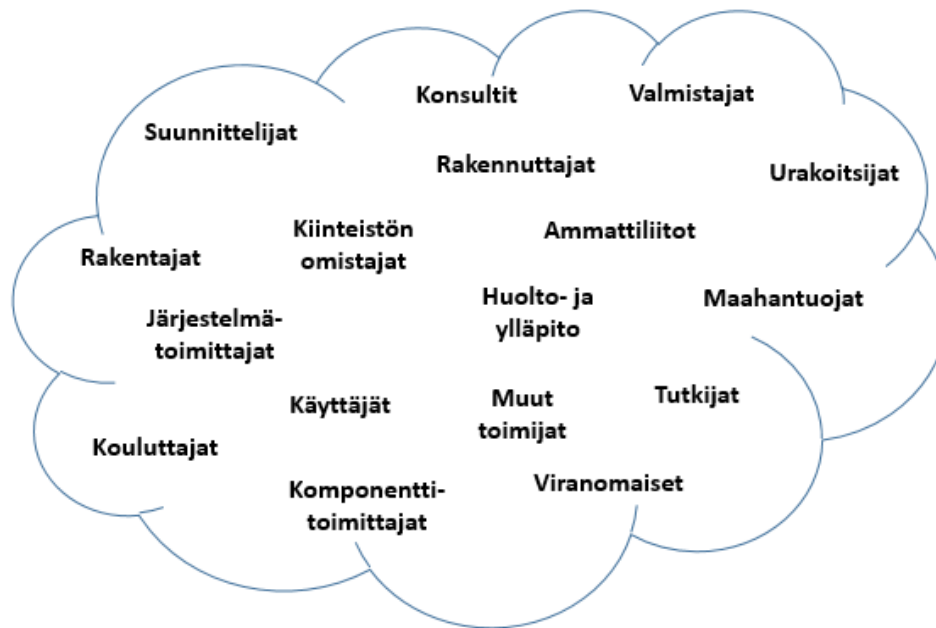 Konsultit
Valmistajat
Suunnittelijat
Rakennuttajat
Urakoitsijat
Kiinteistön
omistajat
Ammattiliitot
Rakentajat
Huolto- ja
ylläpito
Maahantuojat
Järjestelmä-
toimittajat
Käyttäjät
Muut
toimijat
Tutkijat
Kouluttajat
Komponentti-
toimittajat
Viranomaiset